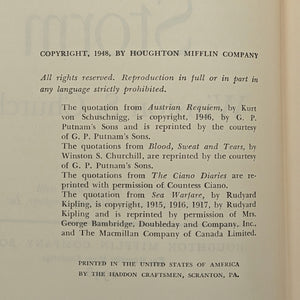 COPYRIGHT, 1948, BY HOUGHTON MIFFLIN COMPANY
All rights reserved. Reproduction in full or in part in
any language strictly prohibited.
The quotation from Austrian Requiem, by Kurt
von Schuschnigg, is copyright, 1946, by G. P.
Putnam's Sons and is reprinted by the courtesy
of G. P. Putnam's Sons.
The quotations from Blood, Sweat and Tears, by
Winston S. Churchill, are reprinted by the courtesy
of G. P. Putnam's Sons.
The quotations from The Ciano Diaries are re-
printed with permission of Countess Ciano.
The quotation from Sea Warfare, by Rudyard
Kipling, is copyright, 1915, 1916, 1917, by Rudyard
Kipling and is reprinted by permission of Mrs.
George Bambridge, Doubleday and Company, Inc.,
and The Macmillan Company of Canada Limited.
PRINTED IN THE UNITED STATES OF AMERICA
BY THE HADDON CRAFTSMEN, SCRANTON, PA.